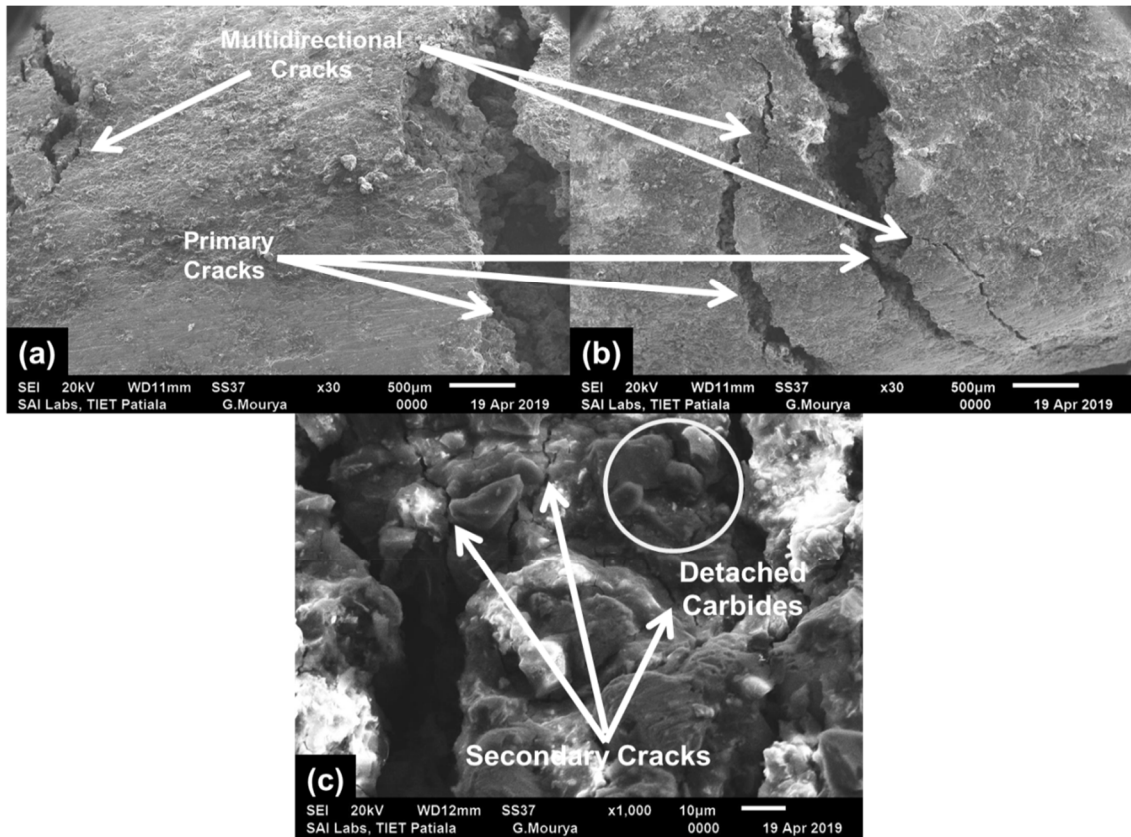 Multidirectional
Cracks
Primary
Cracks
(a)
SEI 20kV WD11mm SS37 x30 500µm
SAI Labs, TIET Patiala G.Mourya 0000 19 Apr 2019
(b)
SEI 20kV WD11mm SS37 x30 500µm
SAI Labs, TIET Patiala G.Mourya 0000 19 Apr 2019
Detached
Carbides
Secondary Cracks
(c)
SEI 20kV WD12mm SS37 x1,000 10µm
SAI Labs, TIET Patiala G.Mourya 0000 19 Apr 2019